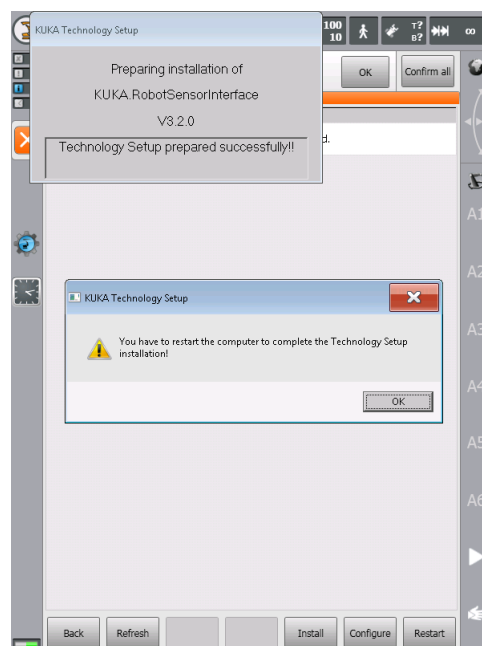 KUKA Technology Setup
Preparing installation of
KUKA.RobotSensorInterface
V3.2.0
Technology Setup prepared successfully!!
100
10
T?
B?
∞
OK
Confirm all
d.
A1
A2
A3
A4
A5
A6
KUKA Technology Setup
You have to restart the computer to complete the Technology Setup
installation!
OK
Back
Refresh
Install
Configure
Restart